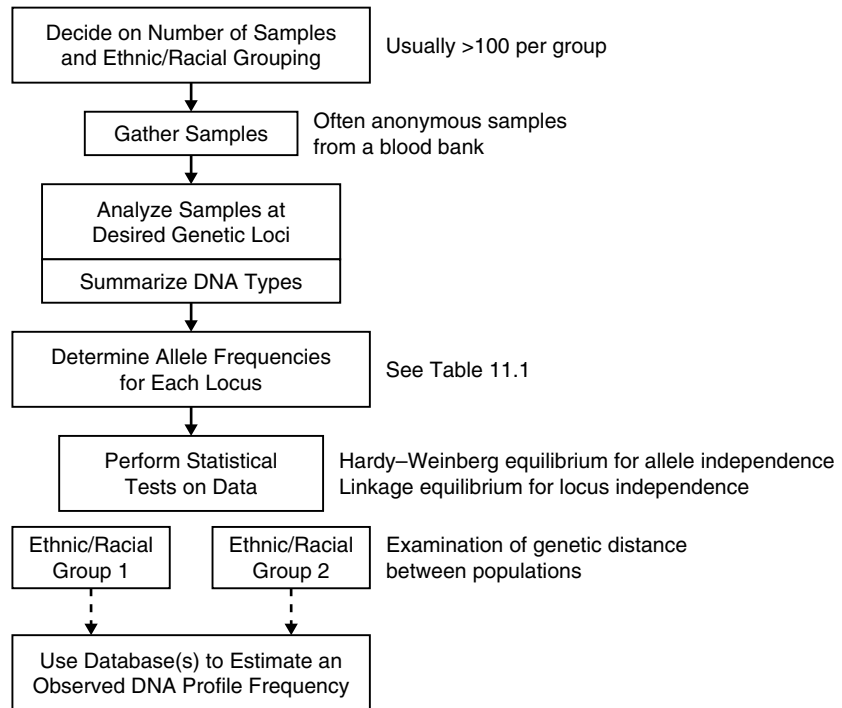 Decide on Number of Samples
and Ethnic/Racial Grouping
Usually >100 per group
Gather Samples
Often anonymous samples
from a blood bank
Analyze Samples at
Desired Genetic Loci
Summarize DNA Types
Determine Allele Frequencies
for Each Locus
See Table 11.1
Perform Statistical
Tests on Data
Hardy–Weinberg equilibrium for allele independence
Linkage equilibrium for locus independence
Ethnic/Racial
Group 1
Ethnic/Racial
Group 2
Examination of genetic distance
between populations
Use Database(s) to Estimate an
Observed DNA Profile Frequency